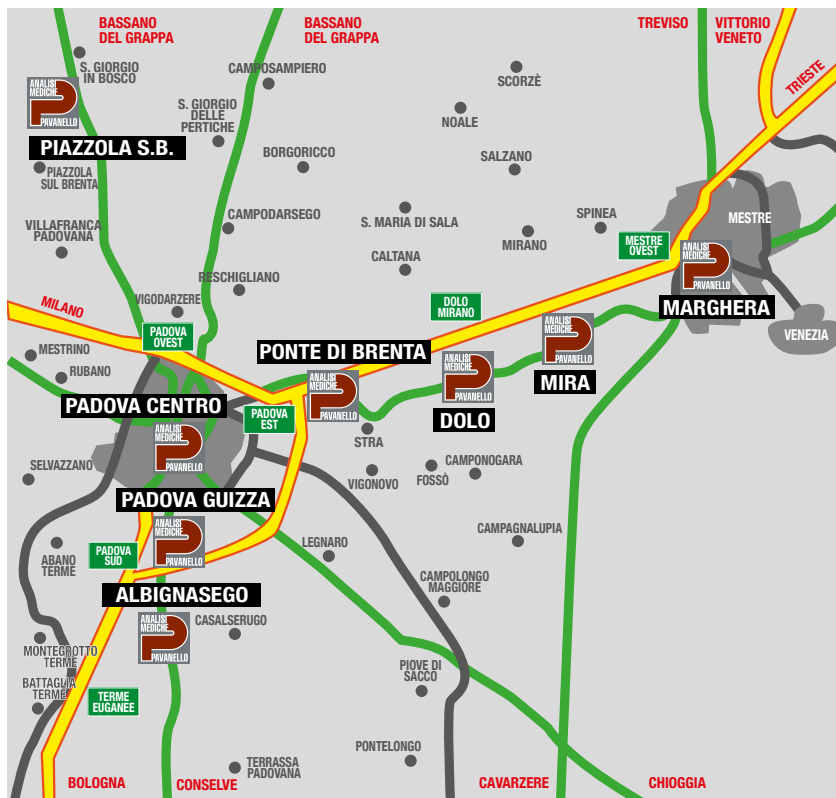 BASSANO
DEL GRAPPA
BASSANO
DEL GRAPPA
TREVISO
VITTORIO
VENETO
TRIESTE
S. GIORGIO
IN BOSCO
CAMPOSAMPIERO
SCORZÈ
ANALISI
MEDICHE
PAVANELLO
S. GIORGIO
DELLE
PERTICHE
NOALE
PIAZZOLA S.B.
PIAZZOLA
SUL BRENTA
BORGORICCO
SALZANO
VILLAFRANCA
PADOVANA
CAMPODARSEGO
S. MARIA DI SALA
SPINEA
MIRANO
MESTRE
MESTRE
OVEST
CALTANA
ANALISI
MEDICHE
PAVANELLO
MARGHERA
VENEZIA
RESCHIGLIANO
VIGODARZERE
MILANO
DOLO
MIRANO
PADOVA
OVEST
MESTRINO
RUBANO
PONTE DI BRENTA
ANALISI
MEDICHE
PAVANELLO
ANALISI
MEDICHE
PAVANELLO
DOLO
ANALISI
MEDICHE
PAVANELLO
MIRA
PADOVA CENTRO
PADOVA
EST
ANALISI
MEDICHE
PAVANELLO
STRA
SELVAZZANO
VIGONOVO
FOSSÒ
CAMPONOGARA
PADOVA GUIZZA
ANALISI
MEDICHE
PAVANELLO
PADOVA
SUD
ABANO
TERME
LEGNARO
CAMPAGNALUPIA
ALBIGNASEGO
ANALISI
MEDICHE
PAVANELLO
CASALSERUGO
CAMPOLONGO
MAGGIORE
MONTEGROTTO
TERME
BATTAGLIA
TERME
TERME
EUGANEE
PIOVE DI
SACCO
TERRASSA
PADOVANA
PONTELONGO
BOLOGNA
CONSELVE
CAVARZERE
CHIOGGIA